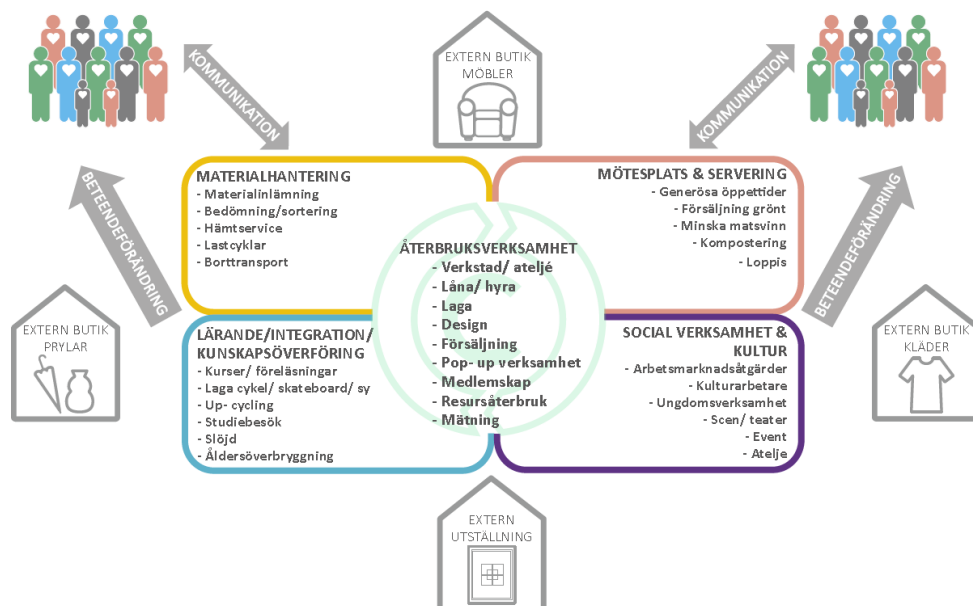 EXTERN BUTIK
MÖBLER
KOMMUNIKATION
KOMMUNIKATION
BETEENDEFÖRÄNDRING
BETEENDEFÖRÄNDRING
MATERIALHANTERING
- Materialinlämning
- Bedömning/sortering
- Hämtservice
- Lastcyklar
- Borttransport
MÖTESPLATS & SERVERING
- Generösa öppettider
- Försäljning grönt
- Minska matsvinn
- Kompostering
- Loppis
ÅTERBRUKSVERKSAMHET
- Verkstad/ ateljé
- Låna/ hyra
- Laga
- Design
- Försäljning
- Pop- up verksamhet
- Medlemskap
- Resursåterbruk
- Mätning
EXTERN BUTIK
PRYLAR
LÄRANDE/INTEGRATION/
KUNSKAPSÖVERFÖRING
- Kurser/ föreläsningar
- Laga cykel/ skateboard/ sy
- Up- cycling
- Studiebesök
- Slöjd
- Åldersöverbryggning
SOCIAL VERKSAMHET &
KULTUR
- Arbetsmarknadsåtgärder
- Kulturarbetare
- Ungdomsverksamhet
- Scen/ teater
- Event
- Atelje
EXTERN BUTIK
KLÄDER
EXTERN
UTSTÄLLNING